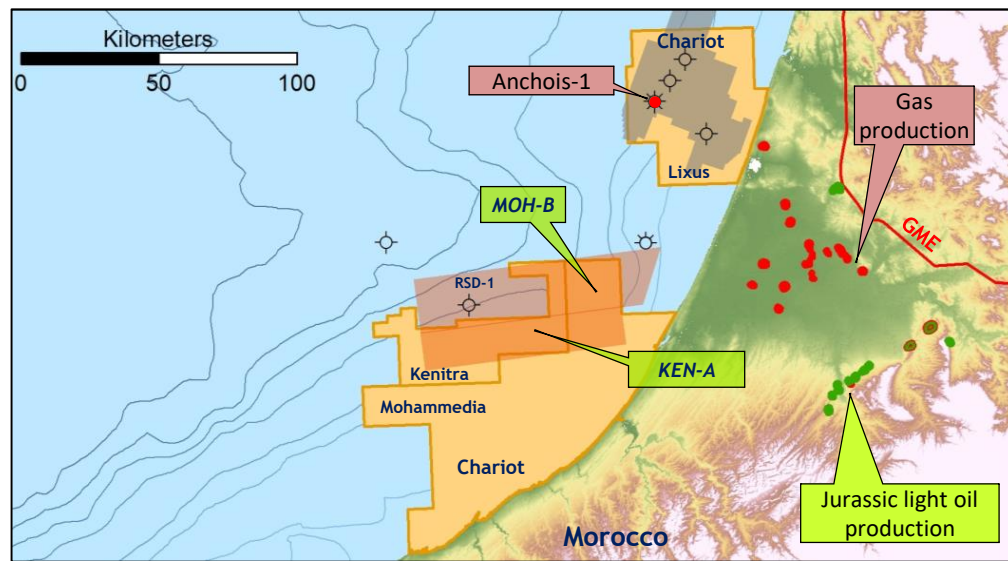 Kilometers
0 50 100
Chariot
Anchois-1
Gas
production
Lixus
MOH-B
GME
RSD-1
KEN-A
Kenitra
Mohammedia
Chariot
Jurassic light oil
production
Morocco